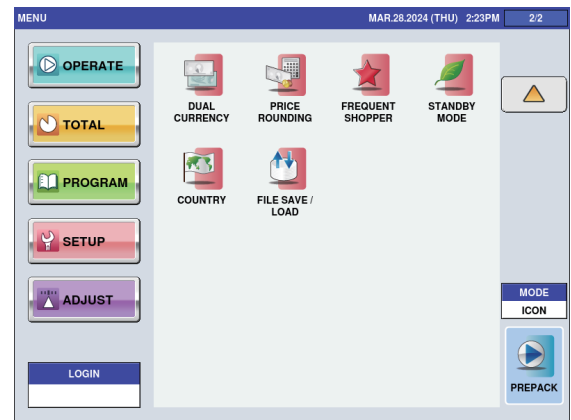 MENU
MAR.28.2024 (THU) 2:23PM
2/2
OPERATE
TOTAL
PROGRAM
SETUP
ADJUST
LOGIN
DUAL
CURRENCY
PRICE
ROUNDING
FREQUENT
SHOPPER
STANDBY
MODE
COUNTRY
FILE SAVE /
LOAD
MODE
ICON
PREPACK